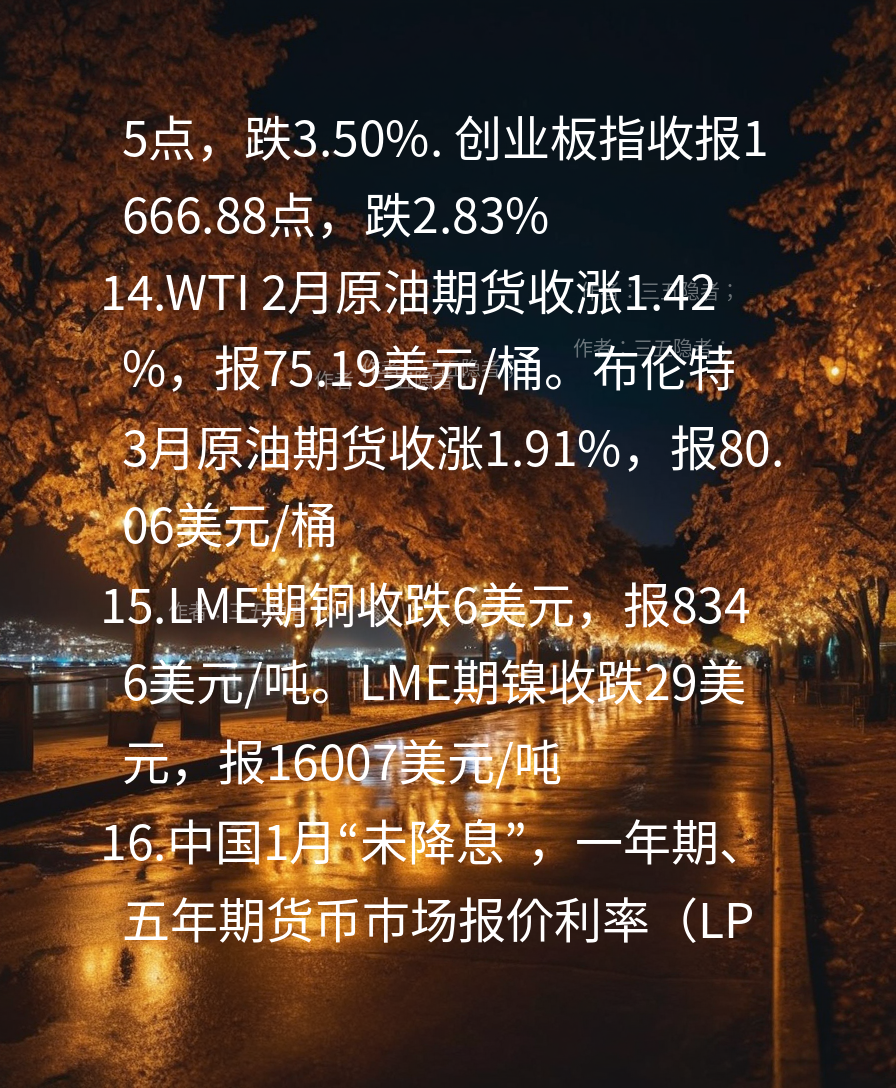 5点，跌3.50%. 创业板指收报1
666.88点，跌2.83%
14.WTI 2月原油期货收涨1.42
作者：三五隐者；
%，报75.19美元/桶。布伦特
作者：三五隐者；
作者：三五隐者；
3月原油期货收涨1.91%，报80.
06美元/桶
15.LME期铜收跌6美元，报834
6美元/吨。LME期镍收跌29美
元，报16007美元/吨
16.中国1月“未降息”，一年期、
五年期货币市场报价利率（LP